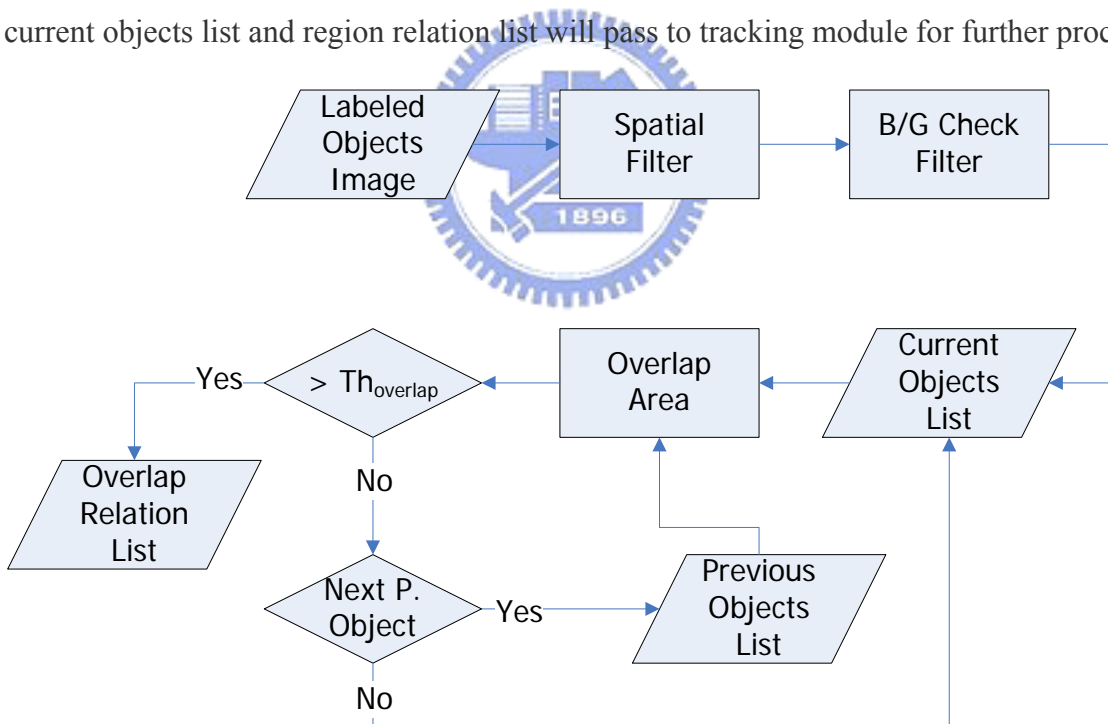 current objects list and region relation list will pass to tracking module for further proc
Labeled
Objects
Image
Spatial
Filter
B/G Check
Filter
1896
> Th_overlap
Yes
Overlap
Area
Current
Objects
List
Overlap
Relation
List
No
Next P.
Object
Yes
Previous
Objects
List
No